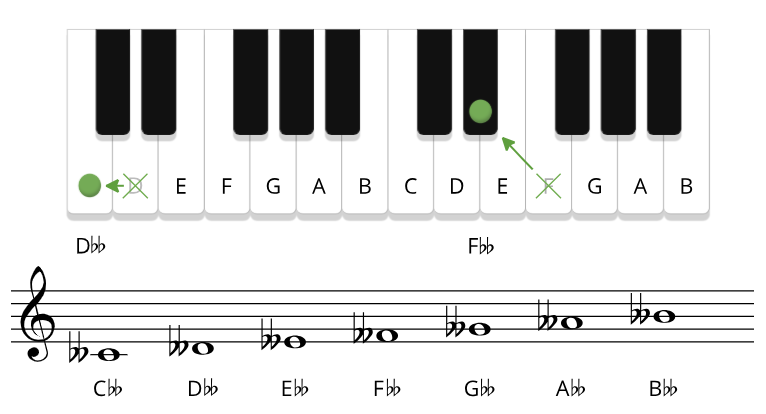 D E F G A B C D E F G A B
D𝄫 F𝄫
C𝄫 D𝄫 E𝄫 F𝄫 G𝄫 A𝄫 B𝄫